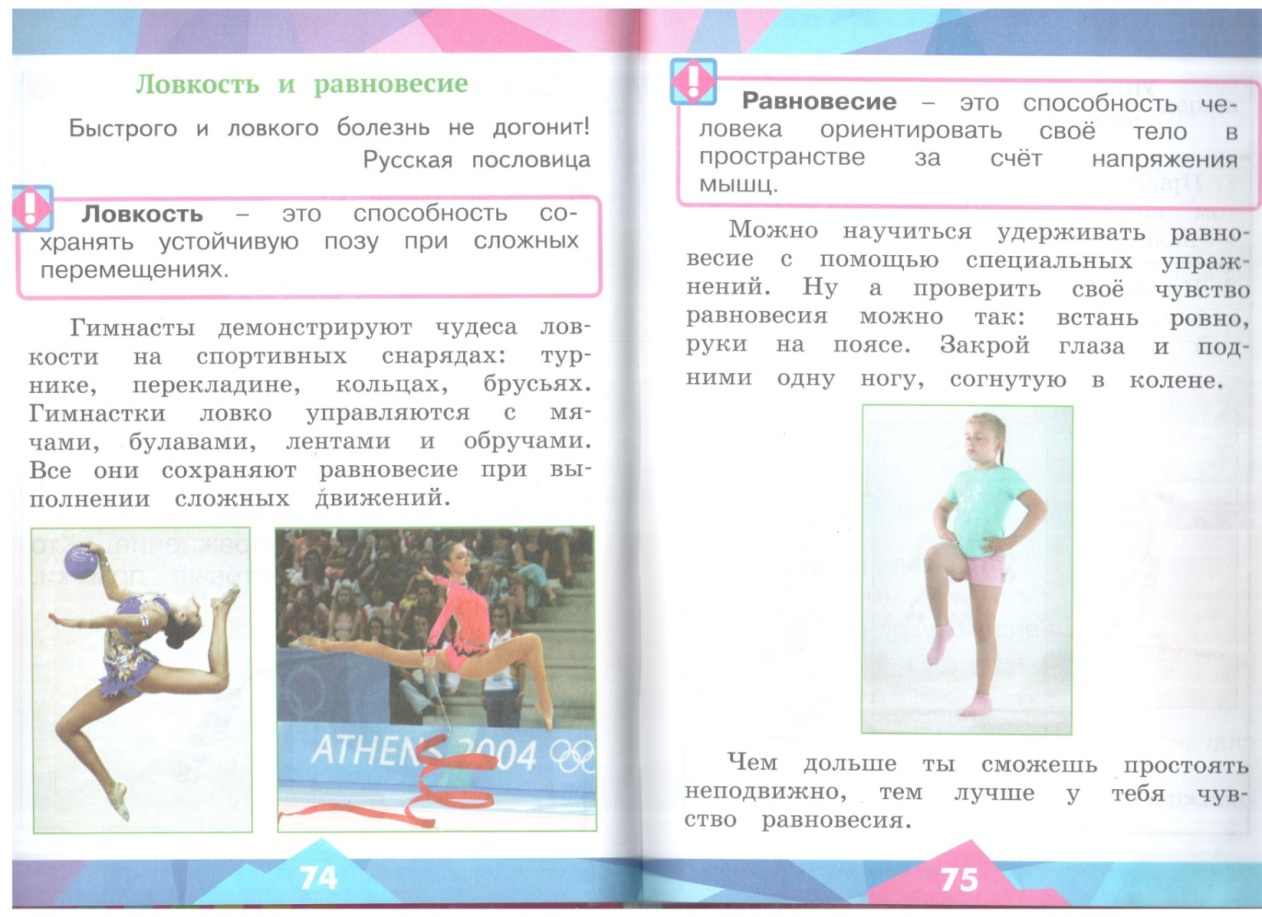 Ловкость и равновесие
Быстрого и ловкого болезнь не догонит!
Русская пословица
Ловкость – это способность со-
хранять устойчивую позу при сложных
перемещениях.
Гимнасты демонстрируют чудеса лов-
кости на спортивных снарядах: тур-
нике, перекладине, кольцах, брусьях.
Гимнастки ловко управляются с мя-
чами, булавами, лентами и обручами.
Все они сохраняют равновесие при вы-
полнении сложных движений.
ATHENS 2004
74
Равновесие – это способность че-
ловека ориентировать своё тело в
пространстве за счёт напряжения
мышц.
Можно научиться удерживать равно-
весие с помощью специальных упраж-
нений. Ну а проверить своё чувство
равновесия можно так: встань ровно,
руки на поясе. Закрой глаза и под-
ними одну ногу, согнутую в колене.
Чем дольше ты сможешь простоять
неподвижно, тем лучше у тебя чув-
ство равновесия.
75